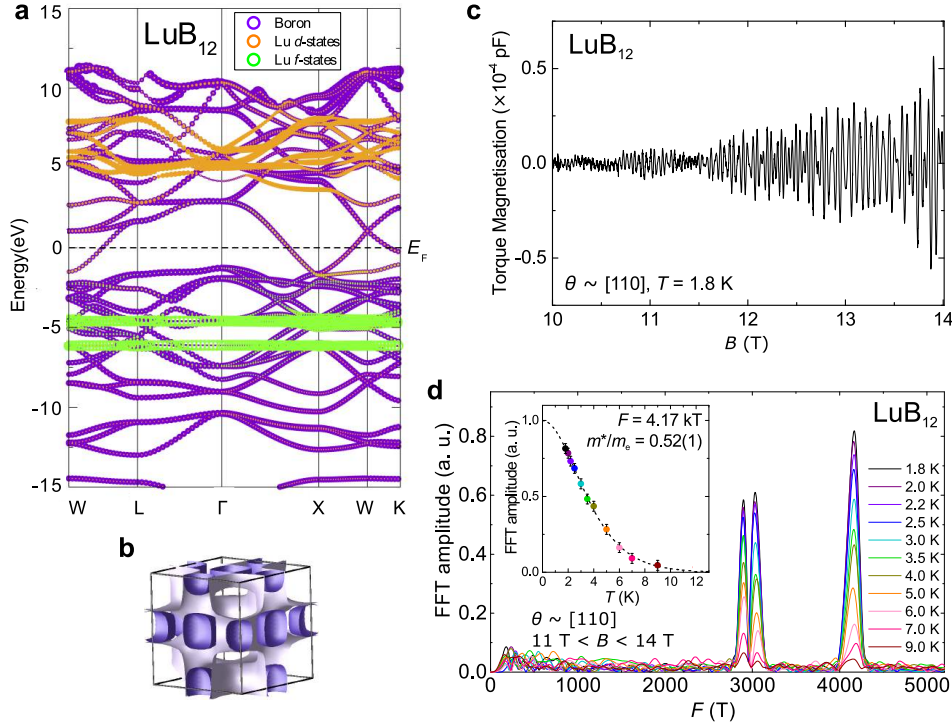 a
LuB12
Boron
Lu d-states
Lu f-states
10
5
0
-5
-10
-15
Energy(eV)
EF
W
L
Γ
X
W
K
b
c
LuB12
0.5
0.0
-0.5
Torque Magnetisation (×10-4 pF)
θ ~ [110], T = 1.8 K
10
11
12
13
14
B (T)
d
LuB12
0.8
0.6
0.4
0.2
0.0
FFT amplitude (a. u.)
F = 4.17 kT
m*/me = 0.52(1)
1.0
0.5
0.0
FFT amplitude (a. u.)
0
2
4
6
8
10
12
T (K)
θ ~ [110]
11 T < B < 14 T
1.8 K
2.0 K
2.2 K
2.5 K
3.0 K
3.5 K
4.0 K
5.0 K
6.0 K
7.0 K
9.0 K
0
1000
2000
3000
4000
5000
F (T)